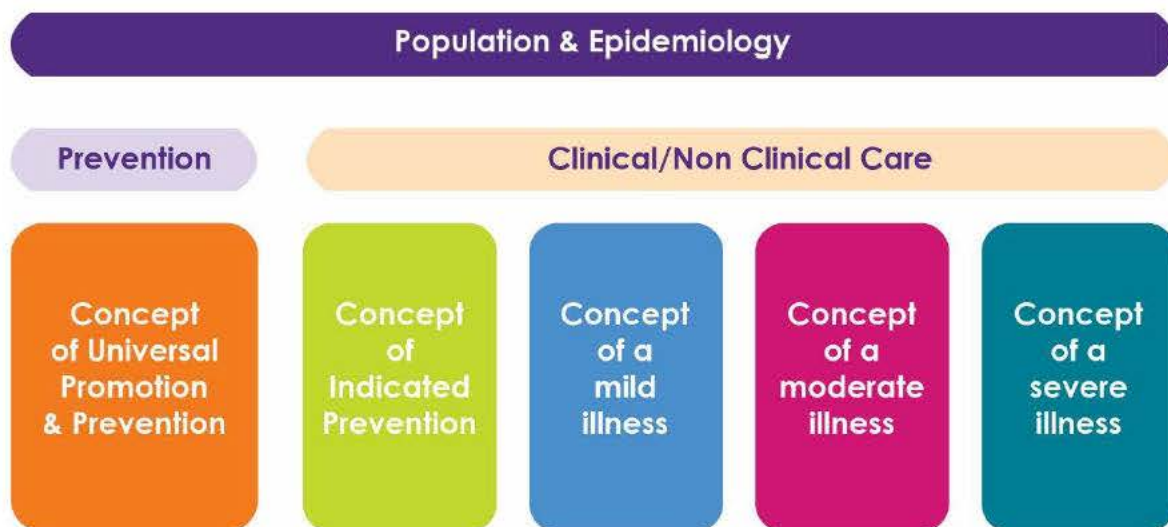 Population & Epidemiology
Prevention
Clinical/Non Clinical Care
Concept
of Universal
Promotion
& Prevention
Concept
of
Indicated
Prevention
Concept
of a
mild
illness
Concept
of a
moderate
illness
Concept
of a
severe
illness